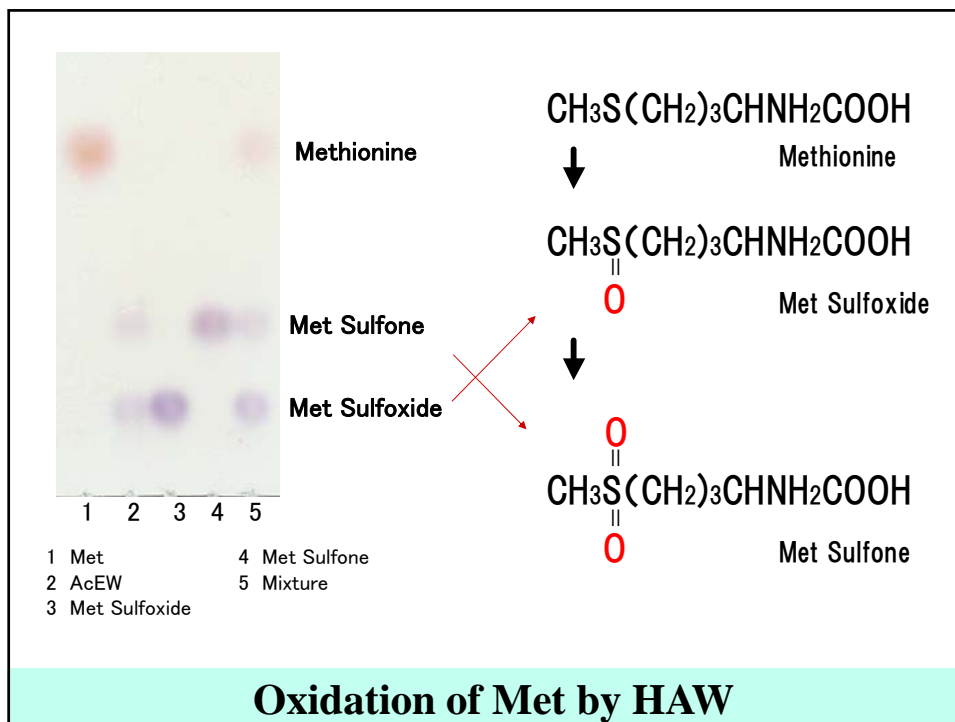 Methionine
Met Sulfone
Met Sulfoxide
1 2 3 4 5
1 Met
2 AcEW
3 Met Sulfoxide
4 Met Sulfone
5 Mixture
CH3S(CH2)3CHNH2COOH
Methionine
CH3S(CH2)3CHNH2COOH
O
Met Sulfoxide
O
CH3S(CH2)3CHNH2COOH
O
Met Sulfone
Oxidation of Met by HAW